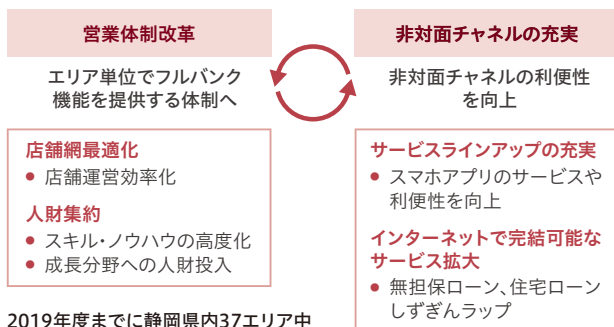 営業体制改革
エリア単位でフルバンク
機能を提供する体制へ
店舗網最適化
● 店舗運営効率化
人財集約
● スキル・ノウハウの高度化
● 成長分野への人財投入
2019年度までに静岡県内37エリア中
非対面チャネルの充実
非対面チャネルの利便性
を向上
サービスラインアップの充実
● スマホアプリのサービスや
利便性を向上
インターネットで完結可能な
サービス拡大
● 無担保ローン、住宅ローン
しずぎんラップ